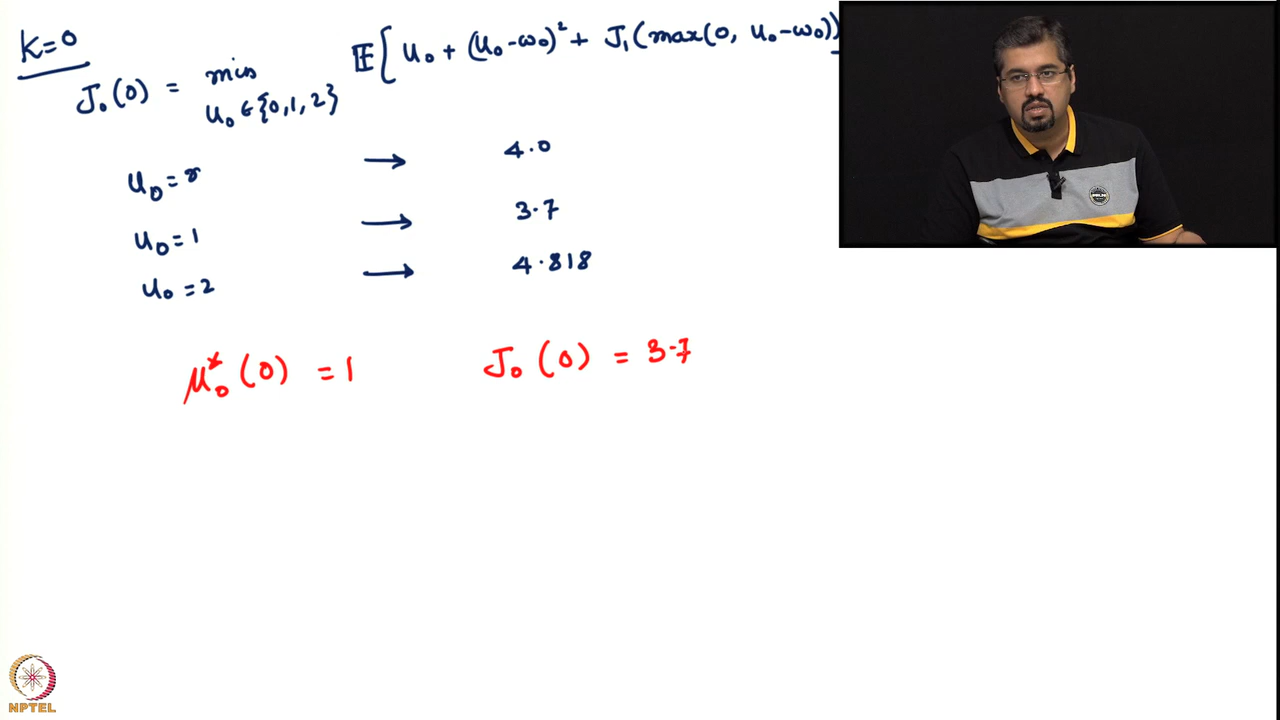 K=0
J₀(0) = min E[ u₀ + (u₀-ω₀)² + J₁(max(0, u₀-ω₀))
u₀ ∈ {0,1,2}
u₀ = 0 → 4.0
u₀ = 1 → 3.7
u₀ = 2 → 4.818
μ₀*(0) = 1 J₀(0) = 3.7
NPTEL